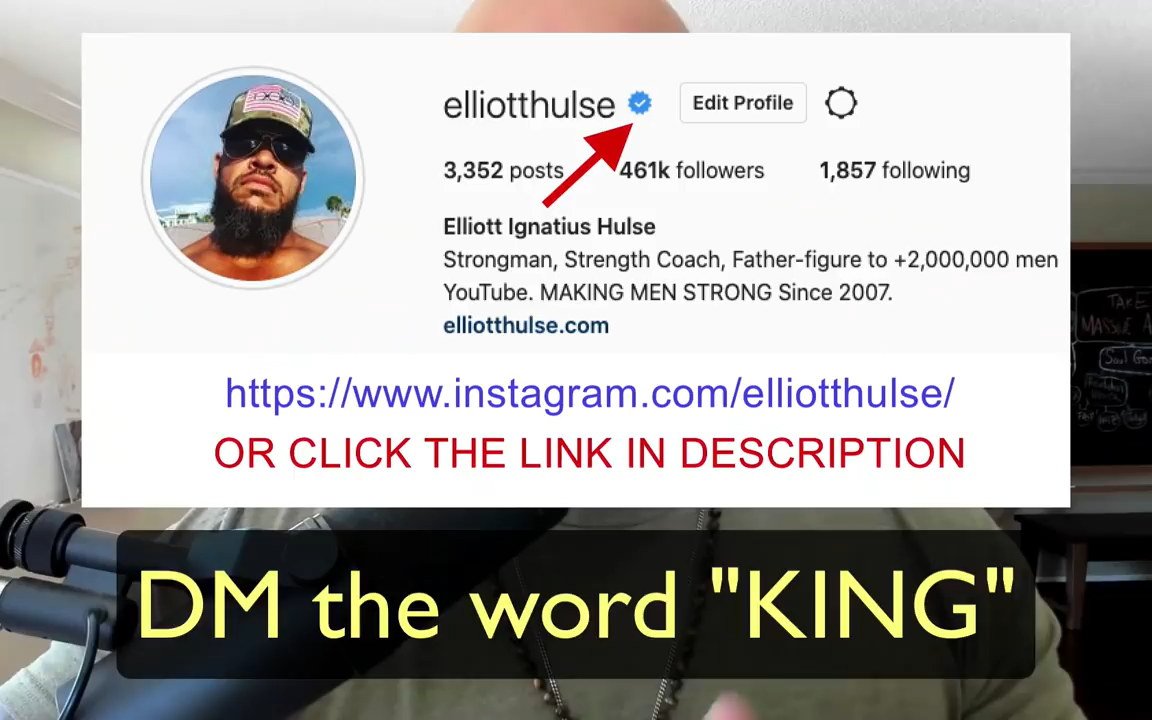 elliotthulse Edit Profile
3,352 posts 461k followers 1,857 following
Elliott Ignatius Hulse
Strongman, Strength Coach, Father-figure to +2,000,000 men
YouTube. MAKING MEN STRONG Since 2007.
elliotthulse.com
https://www.instagram.com/elliotthulse/
OR CLICK THE LINK IN DESCRIPTION
DM the word "KING"
TAKE
MASSIVE A